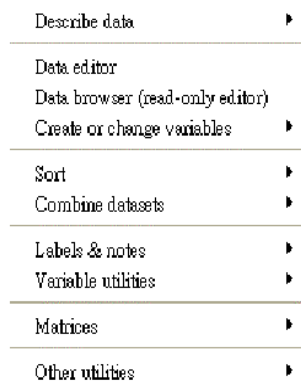 Describe data
Data editor
Data browser (read-only editor)
Create or change variables
Sort
Combine datasets
Labels & notes
Variable utilities
Matrices
Other utilities